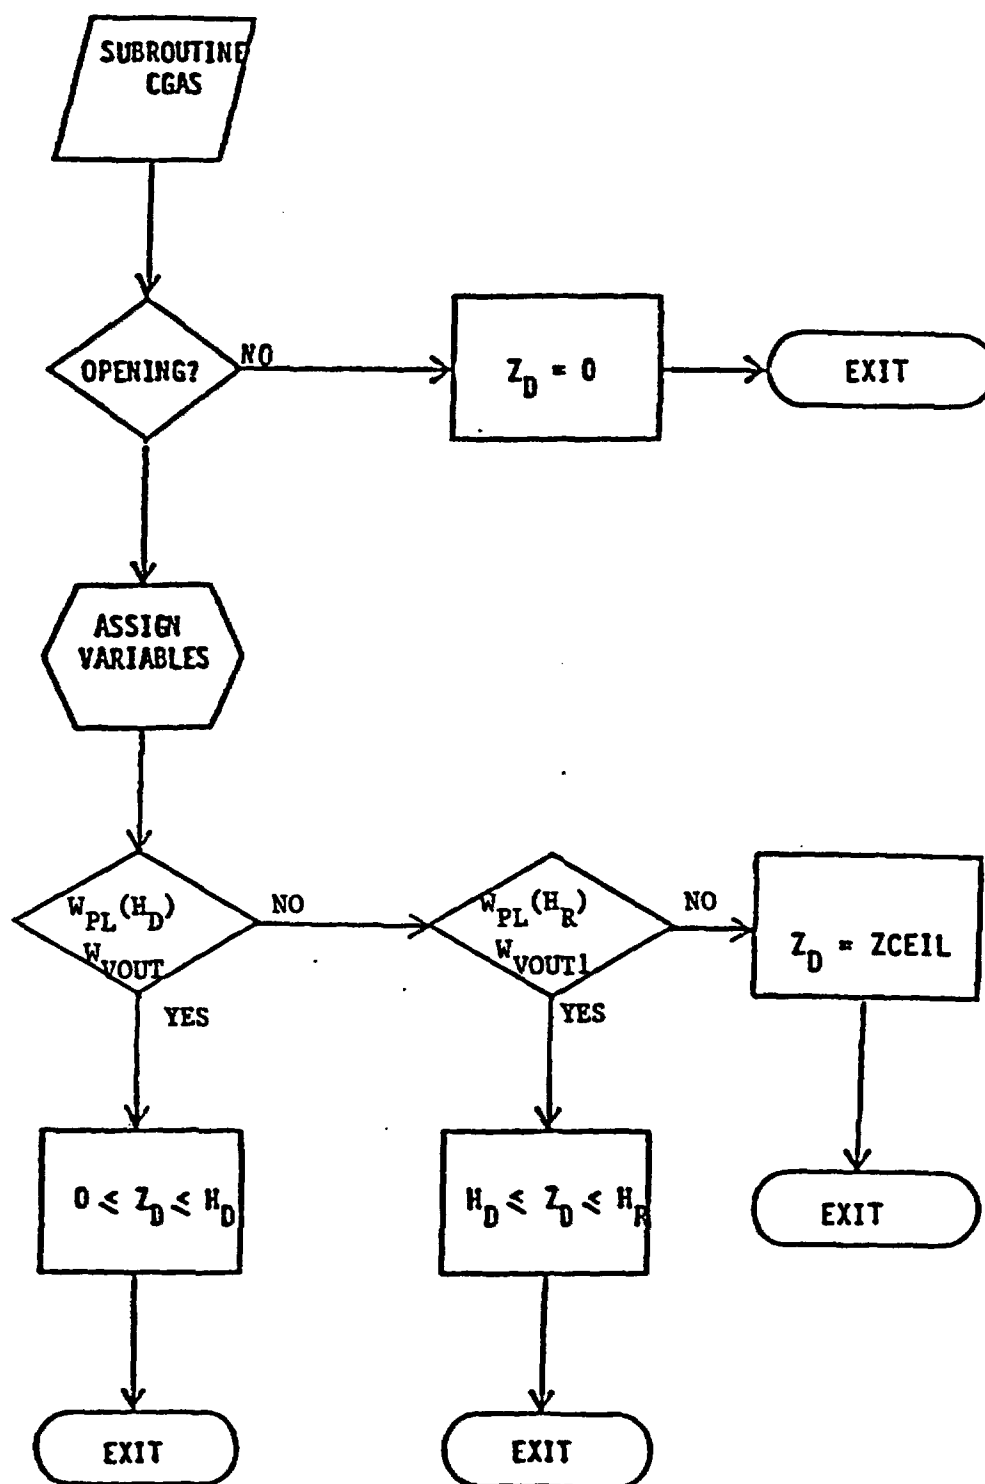 SUBROUTINE
CGAS
OPENING?
NO
Z_D = 0
EXIT
ASSIGN
VARIABLES
W_PL(H_D)
W_VOUT
NO
YES
W_PL(H_R)
W_VOUT1
NO
YES
Z_D = ZCEIL
0 ≤ Z_D ≤ H_D
H_D ≤ Z_D ≤ H_R
EXIT
EXIT
EXIT